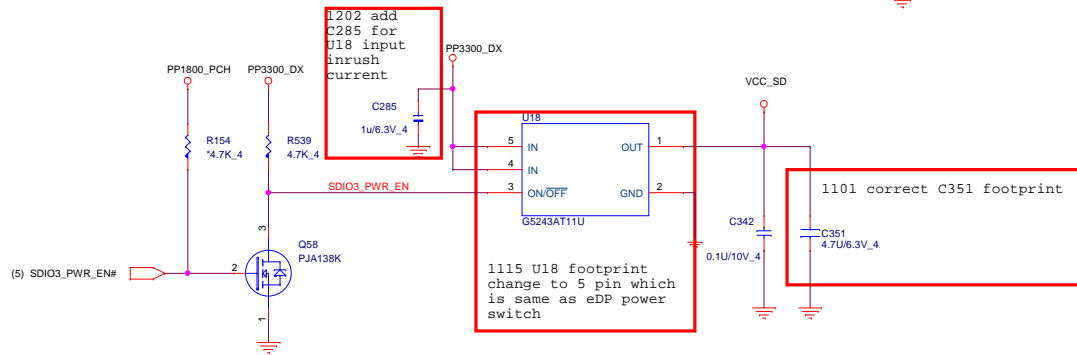 1202 add
C285 for
U18 input
inrush
current
PP3300_DX
PP1800_PCH
PP3300_DX
VCC_SD
C285
1u/6.3V_4
R154
*4.7K_4
R539
4.7K_4
U18
5
IN
OUT
1
4
IN
3
ON/OFF
GND
2
G5243AT11U
SDIO3_PWR_EN
1101 correct C351 footprint
C342
0.1U/10V_4
C351
4.7U/6.3V_4
3
Q58
PJA138K
2
1
(5) SDIO3_PWR_EN#
1115 U18 footprint
change to 5 pin which
is same as eDP power
switch